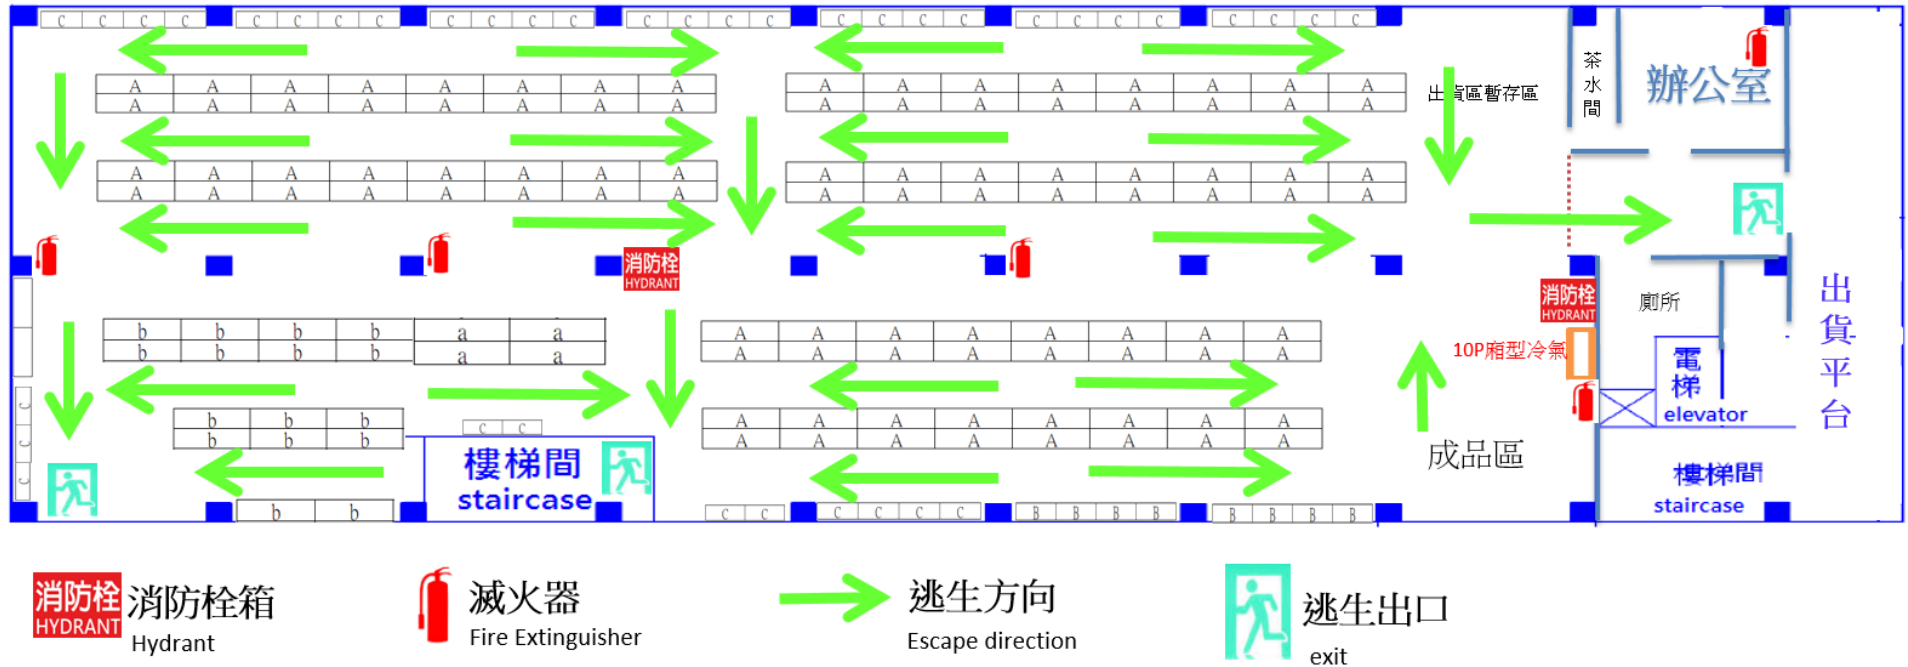 C C C C C C C C C C C C C C C C C C C C C C C C C C C C
茶水間
辦公室
A A A A A A A A A A A A A A A A
A A A A A A A A A A A A A A A A
出貨區暫存區
A A A A A A A A A A A A A A A A
A A A A A A A A A A A A A A A A
消防栓
HYDRANT
消防栓
HYDRANT
廁所
出貨平台
b b b b a a A A A A A A A A
b b b b a a A A A A A A A A
10P廂型冷氣
電梯
elevator
C C C
C C
b b b A A A A A A A A
b b b A A A A A A A A
樓梯間
staircase
成品區
樓梯間
staircase
C
b b C C C C C C B B B B B B B B
消防栓
HYDRANT
消防栓箱
Hydrant
滅火器
Fire Extinguisher
逃生方向
Escape direction
逃生出口
exit